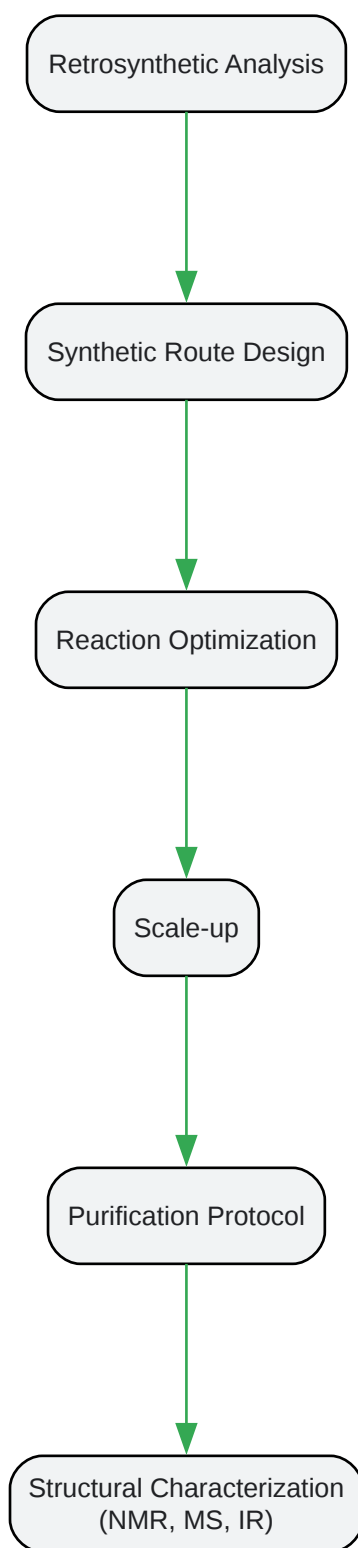 Retrosynthetic Analysis
Synthetic Route Design
Reaction Optimization
Scale-up
Purification Protocol
Structural Characterization
(NMR, MS, IR)